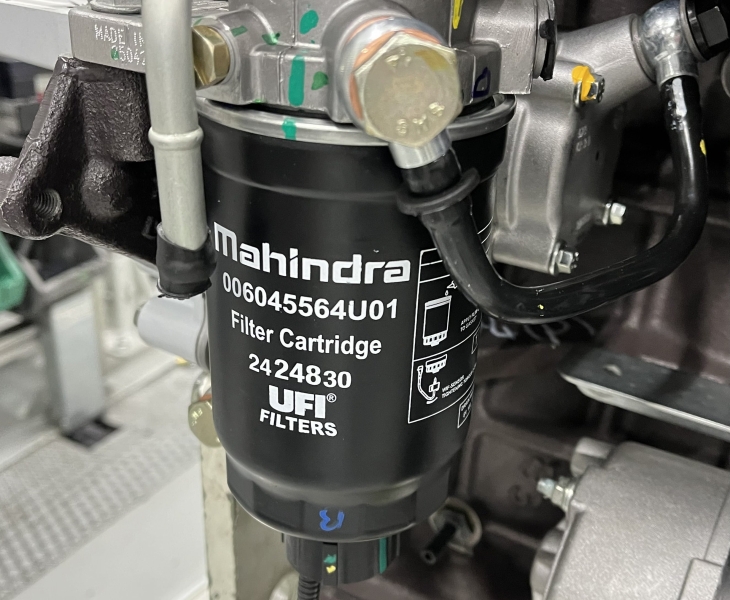 MADE IN
Mahindra
006045564U01
Filter Cartridge
2424830
UFI®
FILTERS